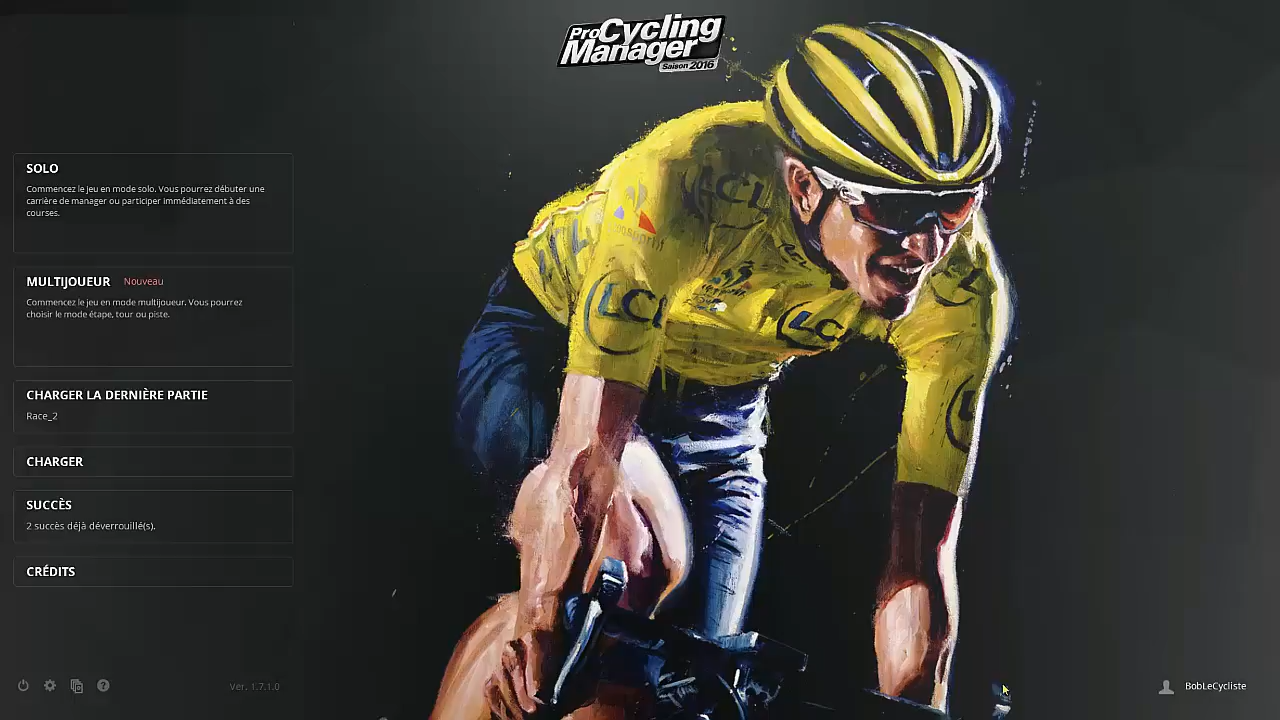 Pro Cycling
Manager
Saison 2016
SOLO
Commencez le jeu en mode solo. Vous pourrez débuter une
carrière de manager ou participer immédiatement à des
courses.
MULTIJOUEUR Nouveau
Commencez le jeu en mode multijoueur. Vous pourrez
choisir le mode étape, tour ou piste.
CHARGER LA DERNIÈRE PARTIE
Race_2
CHARGER
SUCCÈS
2 succès déjà déverrouillé(s).
CRÉDITS
Ver. 1.7.1.0
LCL
LCL
BobLeCycliste